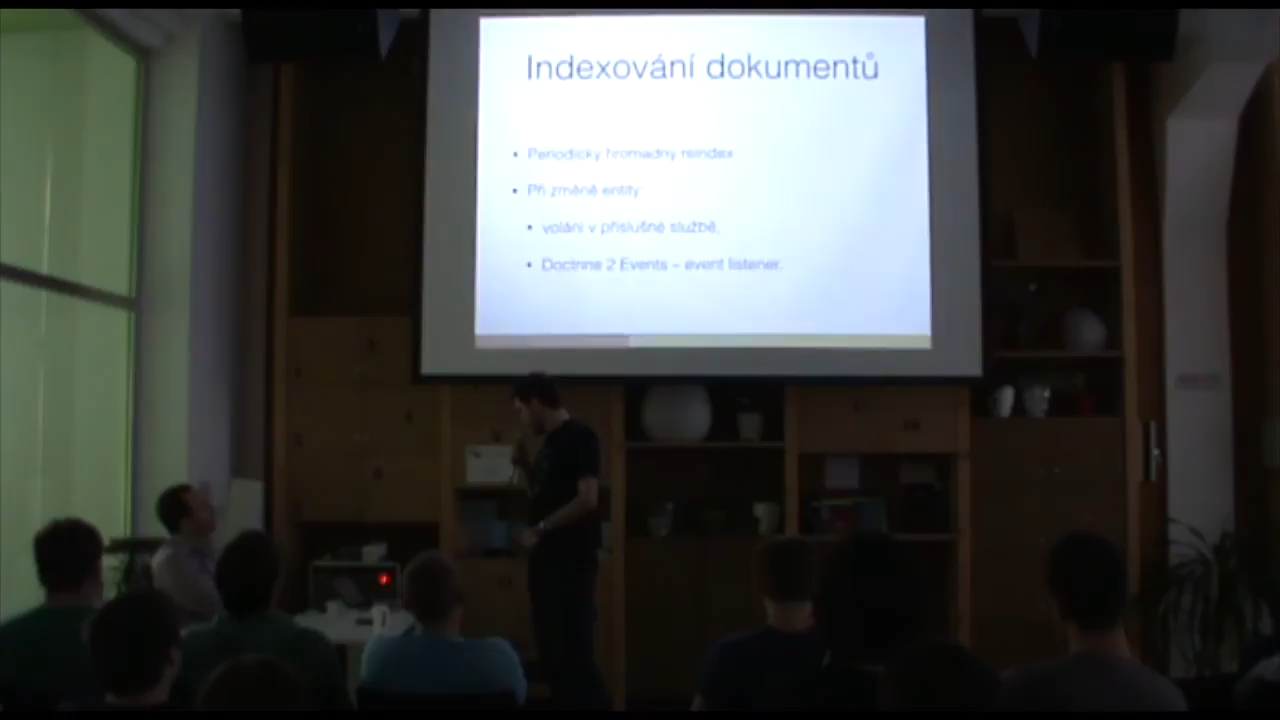 Indexování dokumentů
• Periodický hromadný reindex
• Při změně entity:
• volání v příslušné službě,
• Doctrine 2 Events – event listener.